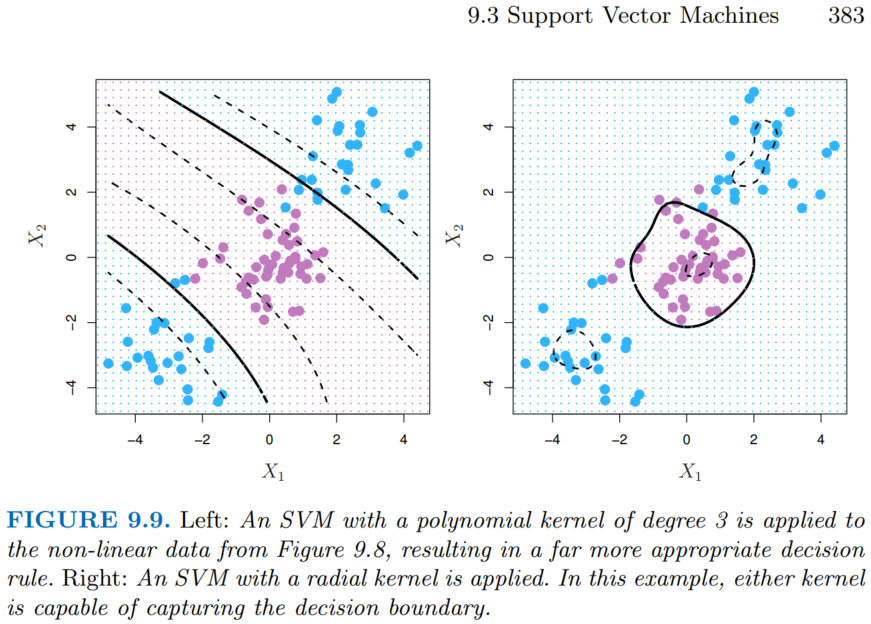 9.3 Support Vector Machines 383
4
2
0
−2
−4
X2
−4
−2
0
2
4
X1
4
2
0
−2
−4
X2
−4
−2
0
2
4
X1
FIGURE 9.9. Left: An SVM with a polynomial kernel of degree 3 is applied to
the non-linear data from Figure 9.8, resulting in a far more appropriate decision
rule. Right: An SVM with a radial kernel is applied. In this example, either kernel
is capable of capturing the decision boundary.